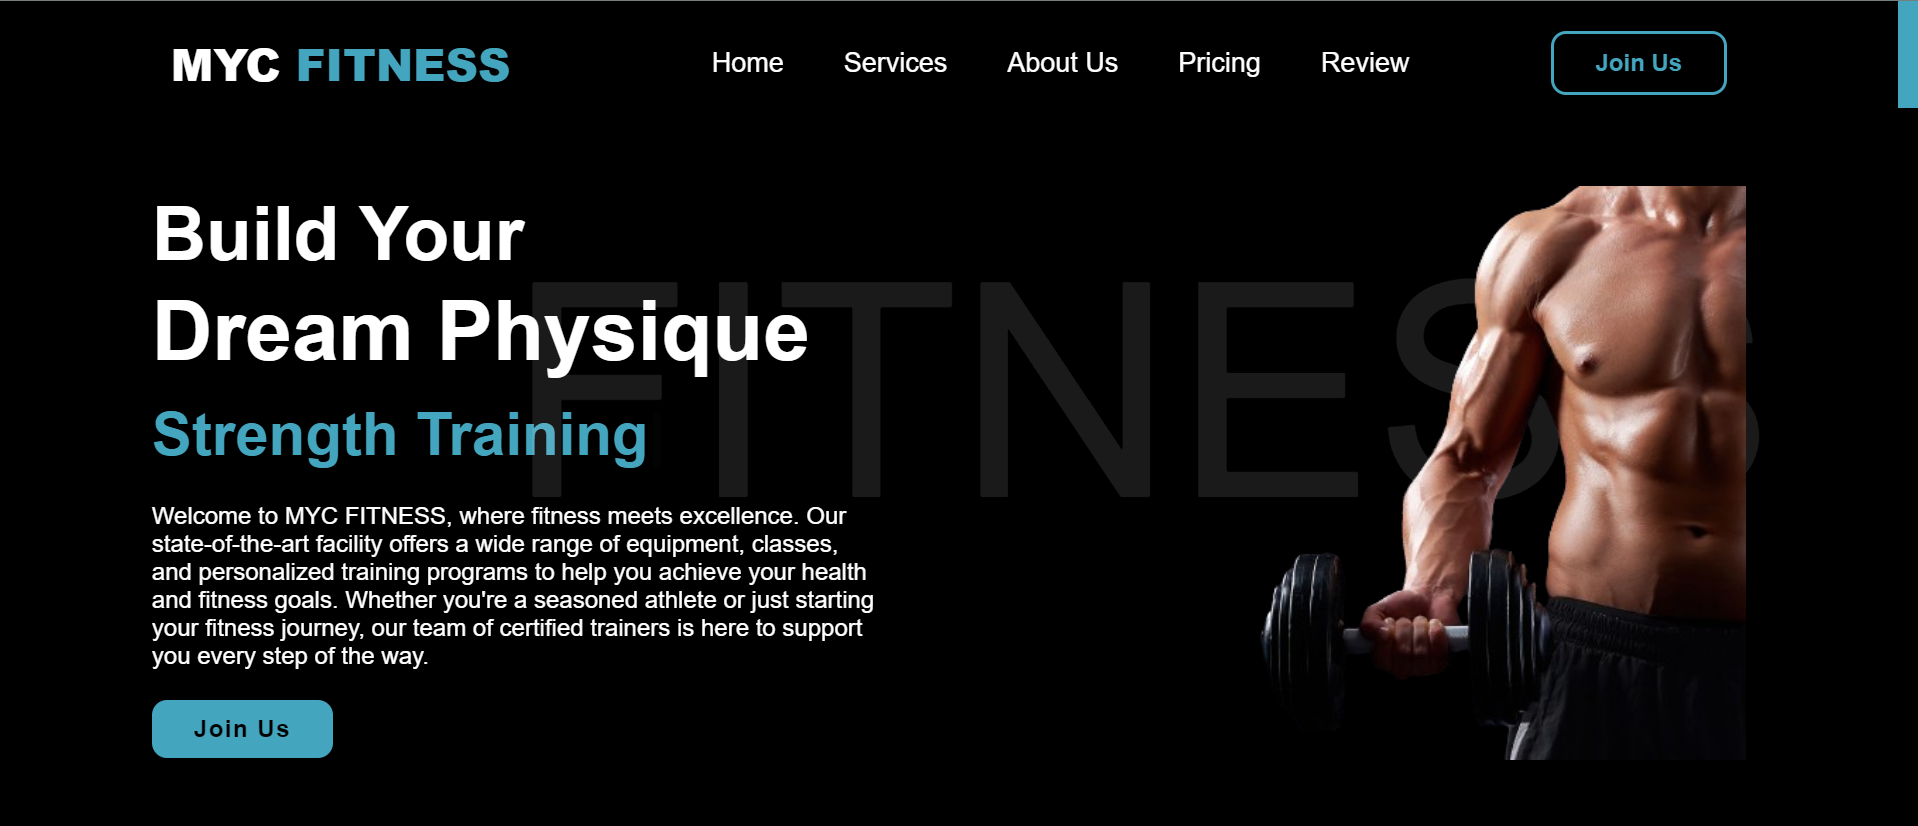 MYC FITNESS
Home Services About Us Pricing Review
Join Us
Build Your
Dream Physique
FITNESS
Strength Training
Welcome to MYC FITNESS, where fitness meets excellence. Our
state-of-the-art facility offers a wide range of equipment, classes,
and personalized training programs to help you achieve your health
and fitness goals. Whether you're a seasoned athlete or just starting
your fitness journey, our team of certified trainers is here to support
you every step of the way.
Join Us